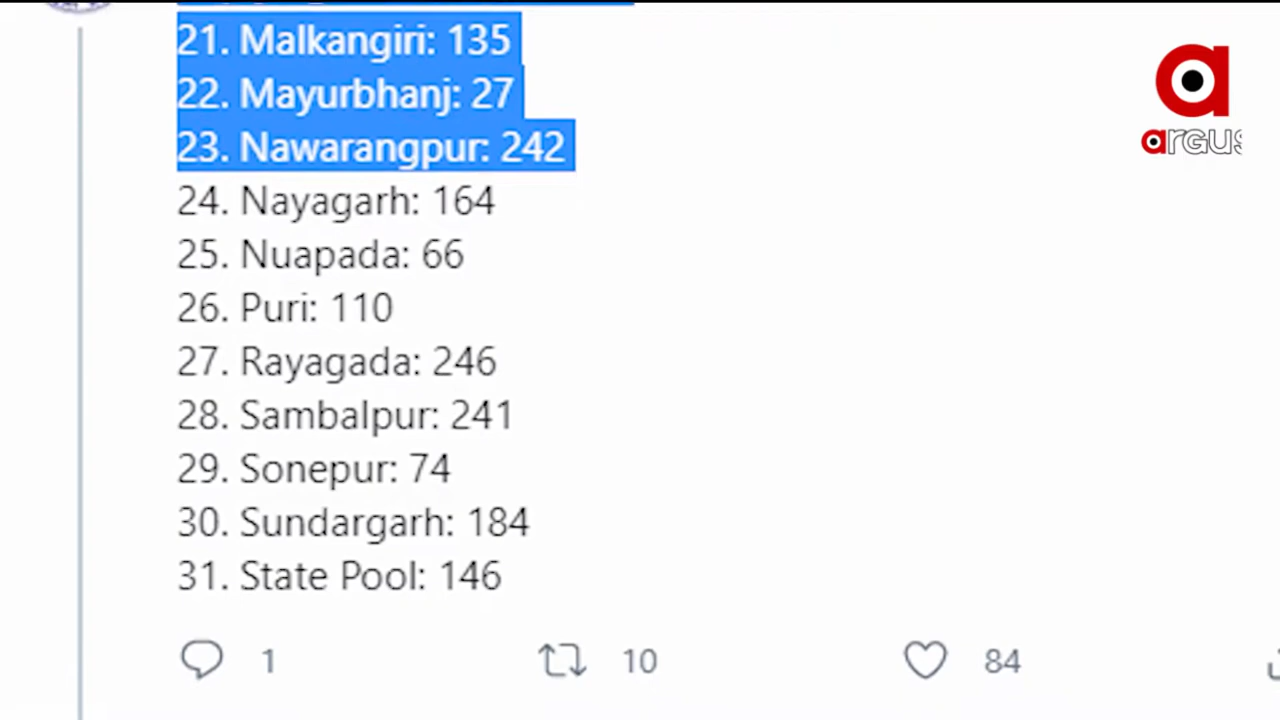 21. Malkangiri: 135
22. Mayurbhanj: 27
23. Nawarangpur: 242
24. Nayagarh: 164
25. Nuapada: 66
26. Puri: 110
27. Rayagada: 246
28. Sambalpur: 241
29. Sonepur: 74
30. Sundargarh: 184
31. State Pool: 146
1 10 84
a
argus